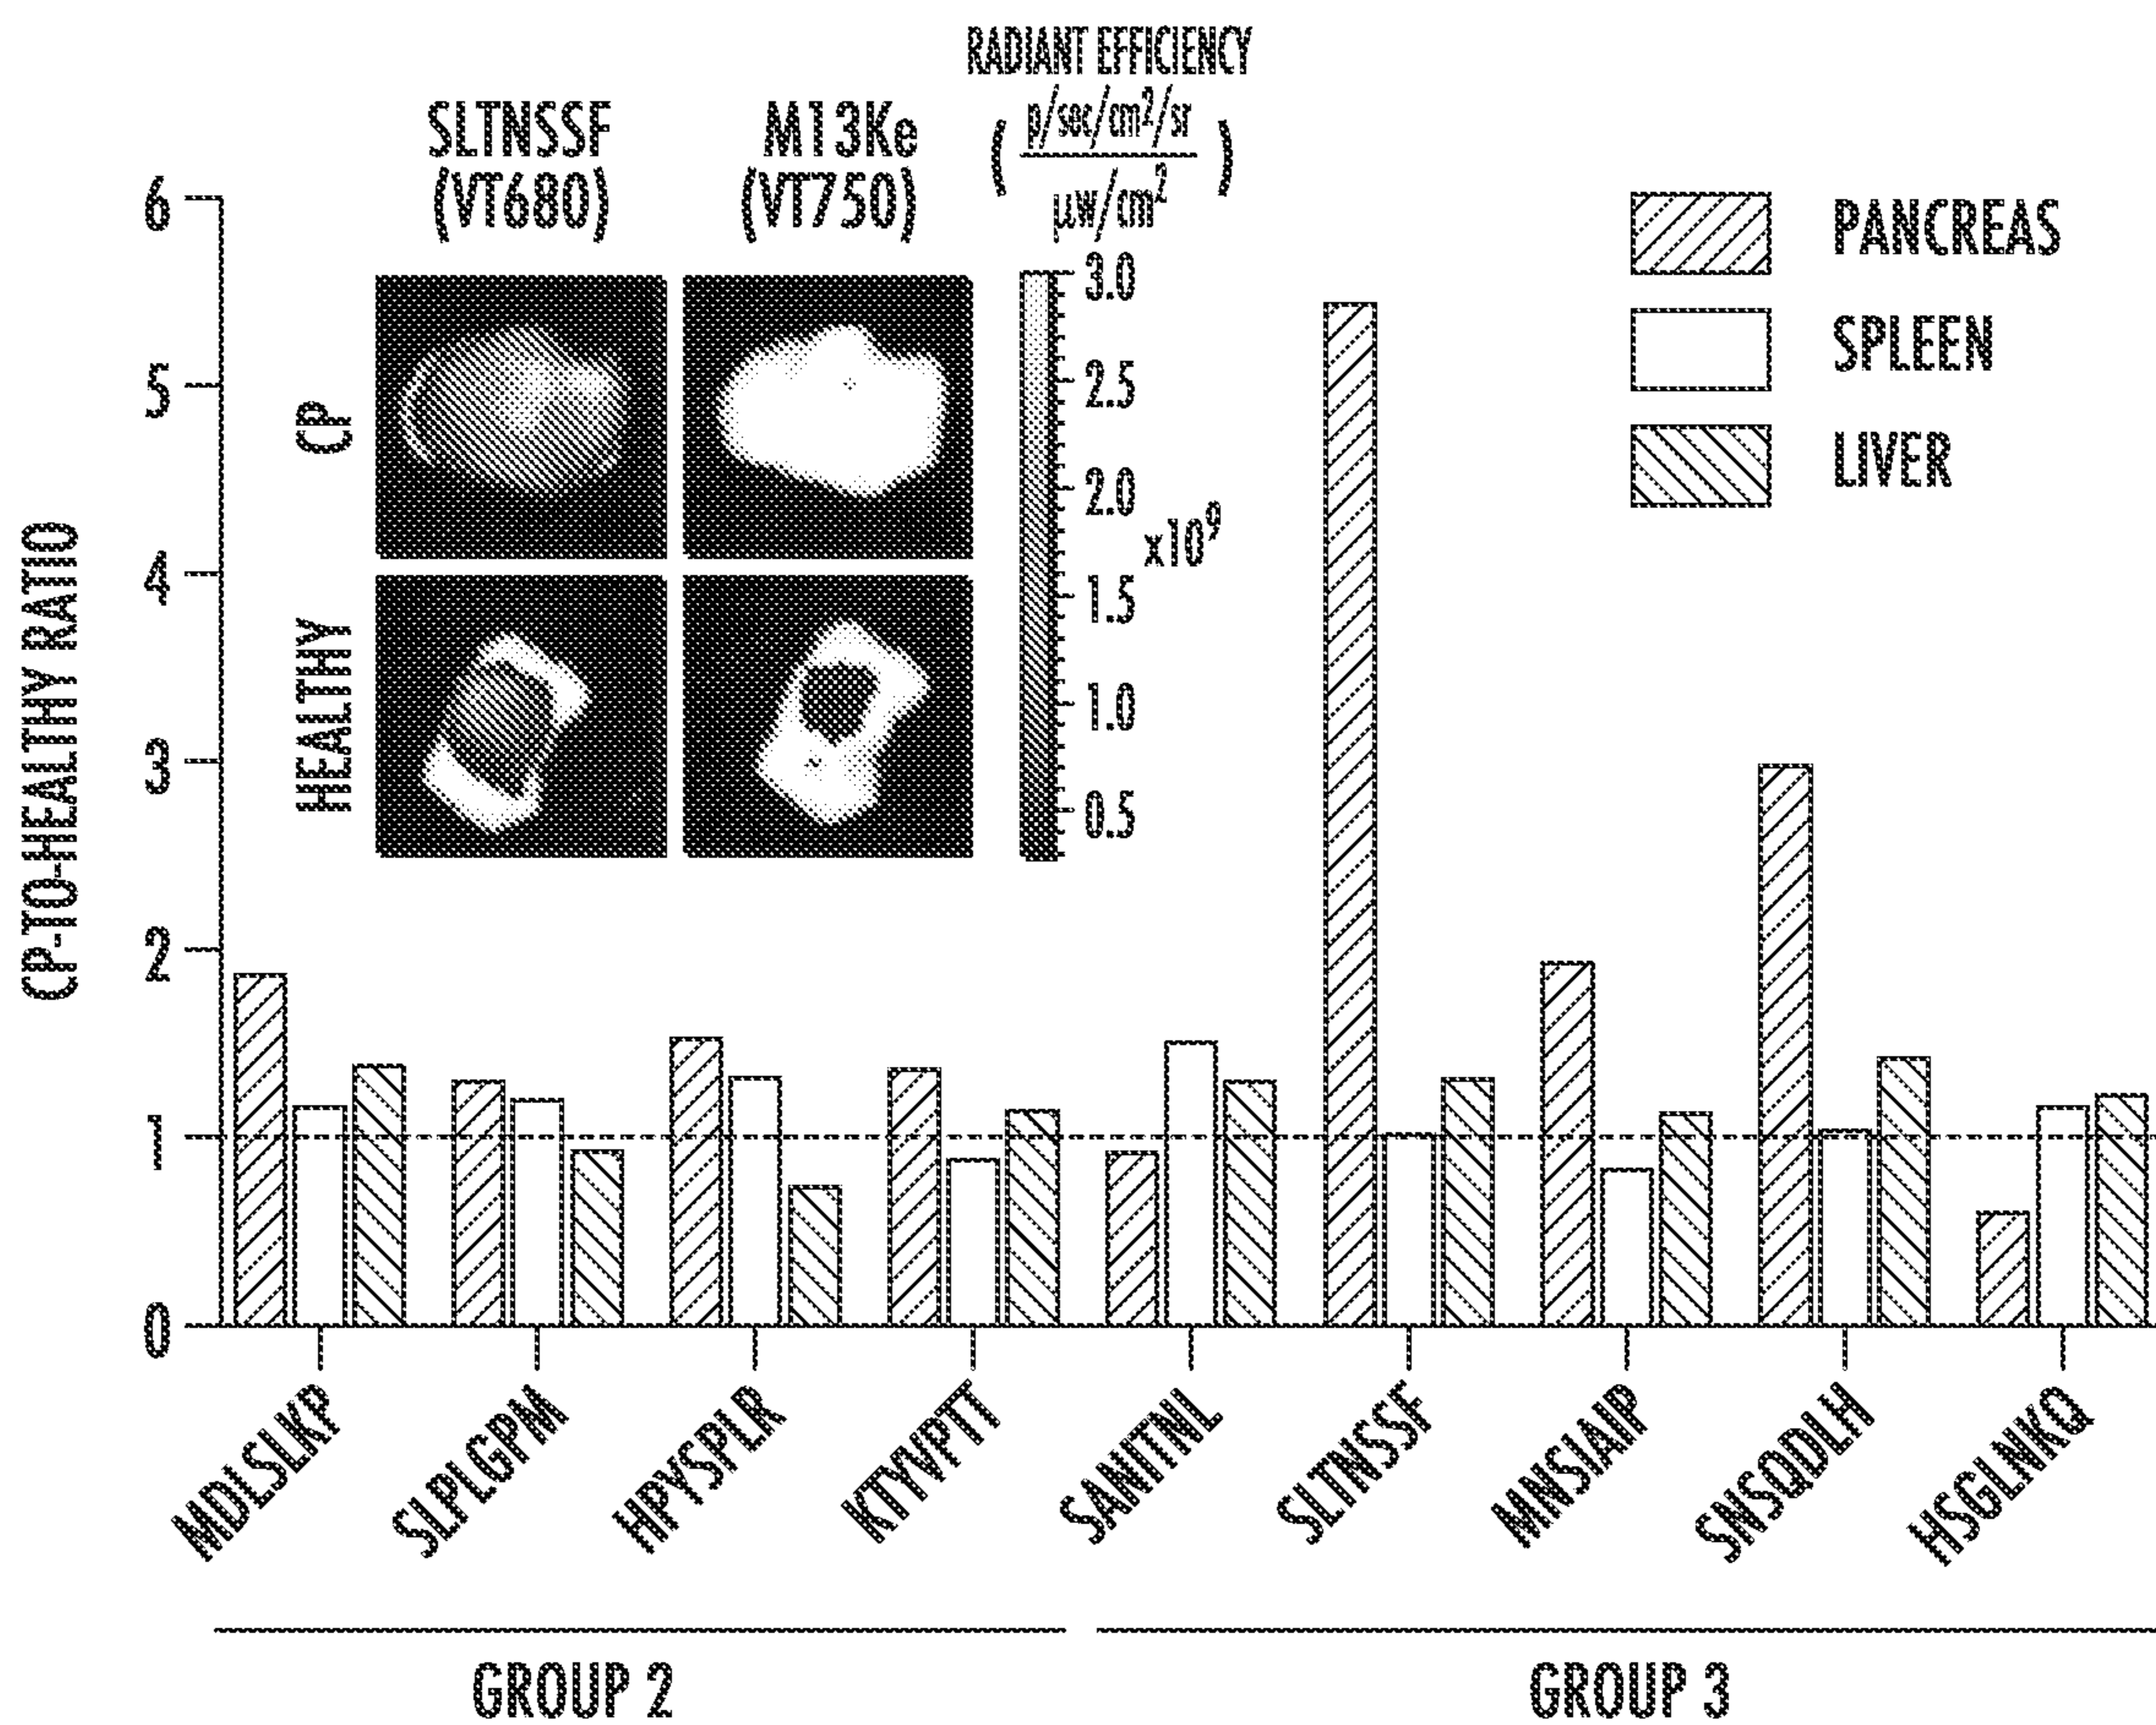 RADIANT EFFICIENCY
( p/sec/cm²/sr
μw/cm² )
SLTNSSF
(VT680)
M13Ke
(VT750)
CP
HEALTHY
3.0
2.5
2.0
1.5
1.0
0.5
x10⁹
PANCREAS
SPLEEN
LIVER
CP-TO-HEALTHY RATIO
6
5
4
3
2
1
0
MDLSLKP
SLPLGPM
HPYSPLR
KTYVPTT
SANITNL
SLTNSSF
MNSIAIP
SNSQDLH
HSGLNKQ
GROUP 2
GROUP 3